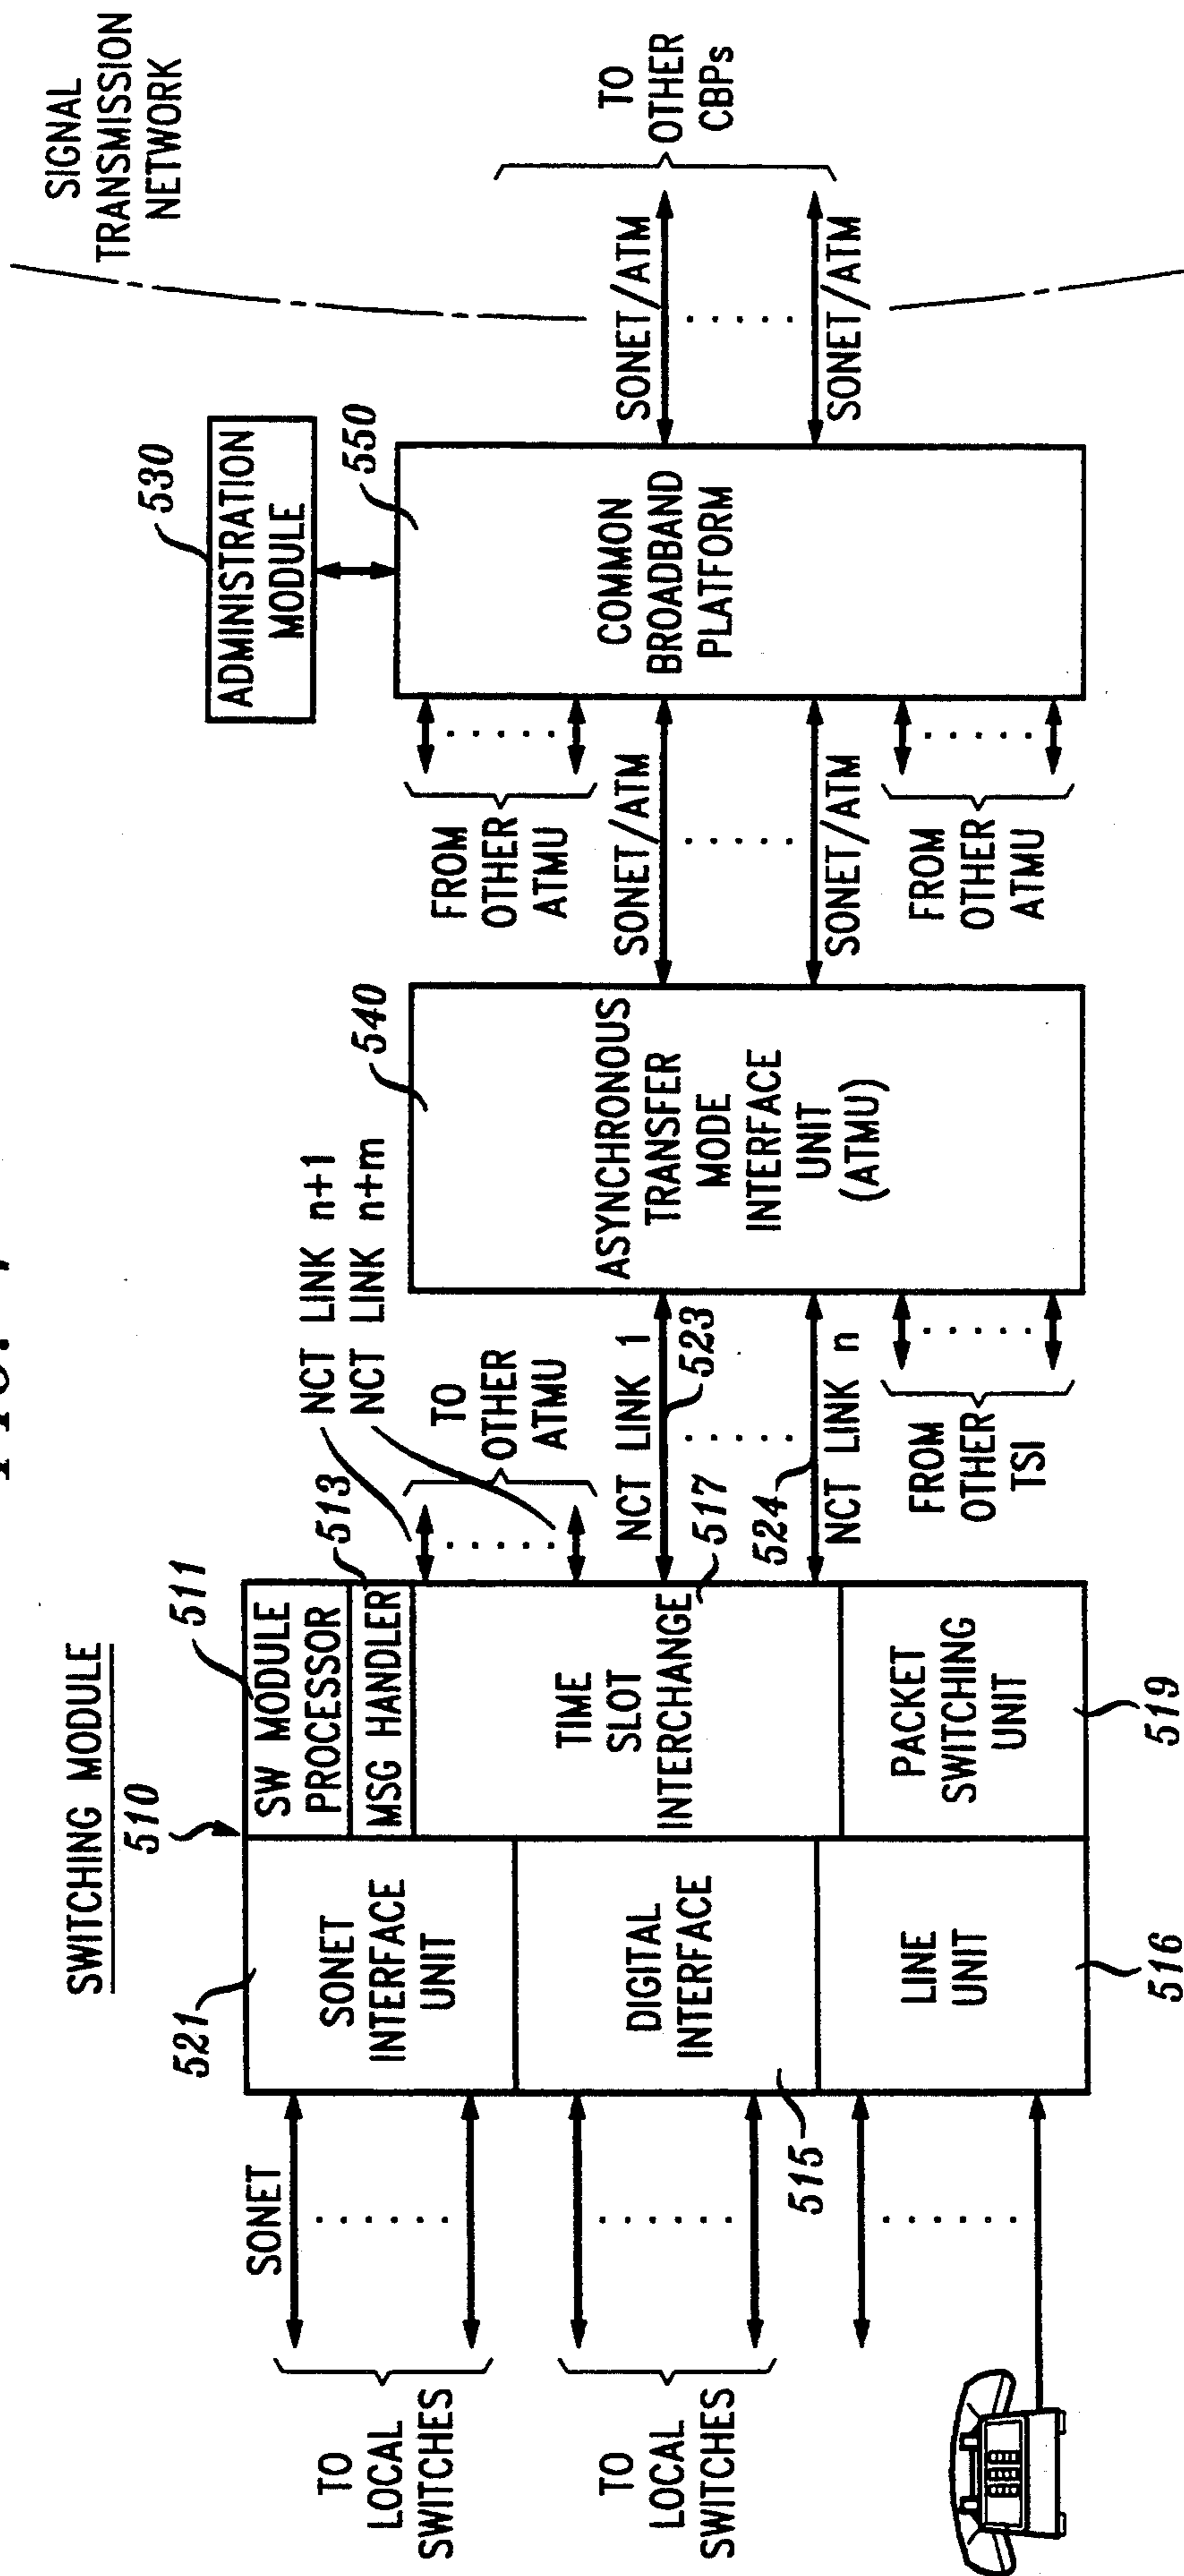 SIGNAL
TRANSMISSION
NETWORK
SWITCHING MODULE
510
511
513
521
SONET
TO
LOCAL
SWITCHES
TO
LOCAL
SWITCHES
SONET
INTERFACE
UNIT
DIGITAL
INTERFACE
515
LINE
UNIT
516
SW MODULE
PROCESSOR
MSG HANDLER
TIME
SLOT
INTERCHANGE
517
PACKET
SWITCHING
UNIT
519
NCT LINK n+1
NCT LINK n+m
TO
OTHER
ATMU
NCT LINK 1
523
524
NCT LINK n
FROM
OTHER
TSI
540
ASYNCHRONOUS
TRANSFER
MODE
INTERFACE
UNIT
(ATMU)
FROM
OTHER
ATMU
SONET/ATM
SONET/ATM
FROM
OTHER
ATMU
530
ADMINISTRATION
MODULE
550
COMMON
BROADBAND
PLATFORM
SONET/ATM
SONET/ATM
TO
OTHER
CBPs